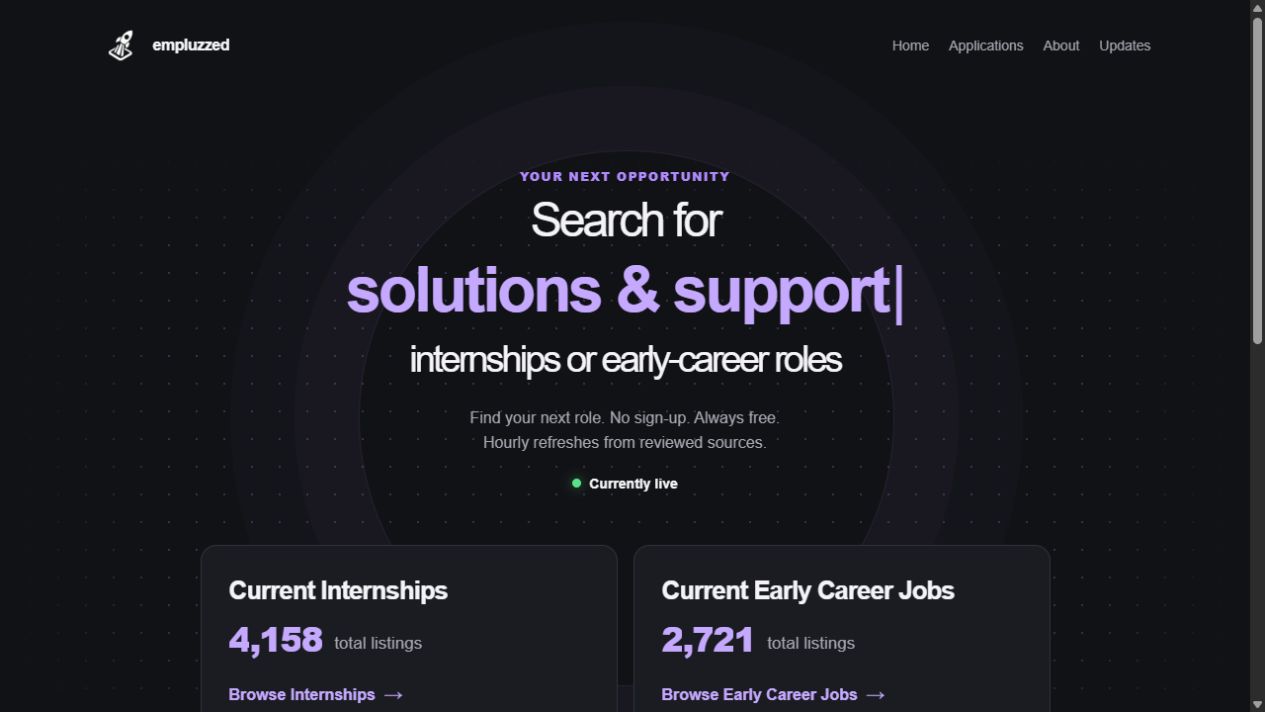 empluzzed
Home Applications About Updates
YOUR NEXT OPPORTUNITY
Search for
solutions & support|
internships or early-career roles
Find your next role. No sign-up. Always free.
Hourly refreshes from reviewed sources.
Currently live
Current Internships
4,158 total listings
Browse Internships →
Current Early Career Jobs
2,721 total listings
Browse Early Career Jobs →